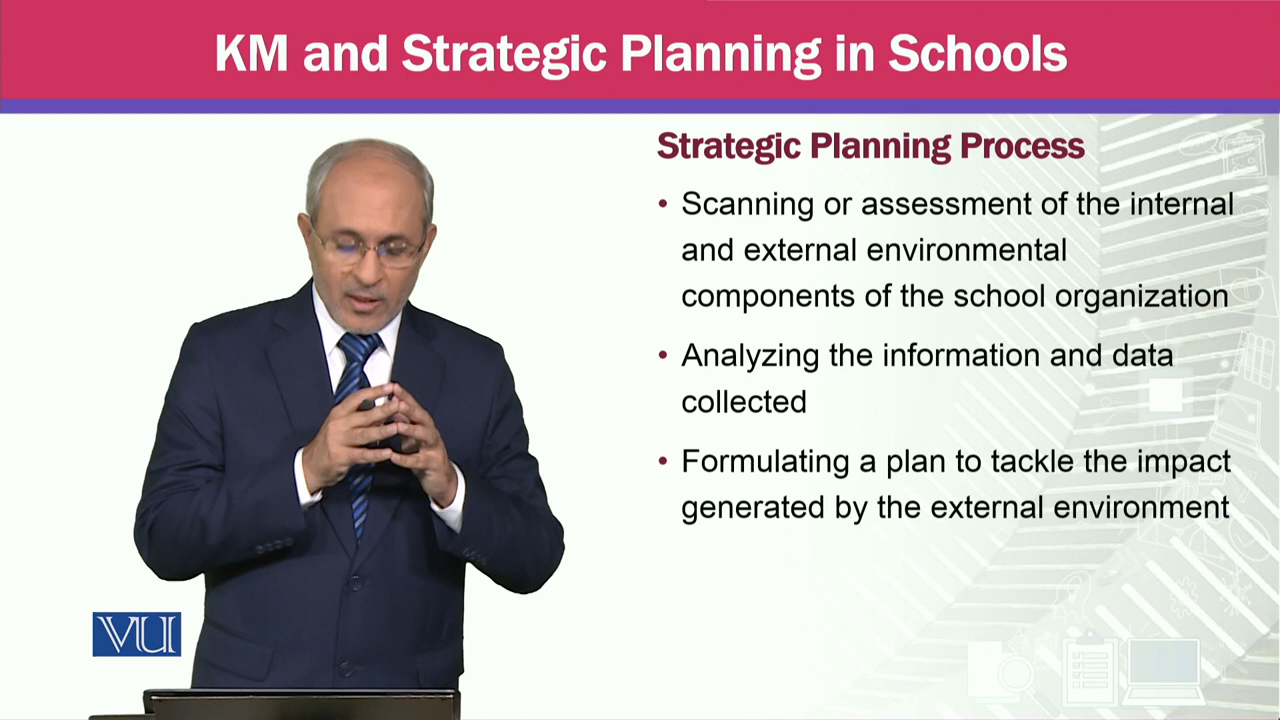 KM and Strategic Planning in Schools
Strategic Planning Process
• Scanning or assessment of the internal
and external environmental
components of the school organization
• Analyzing the information and data
collected
• Formulating a plan to tackle the impact
generated by the external environment
VU